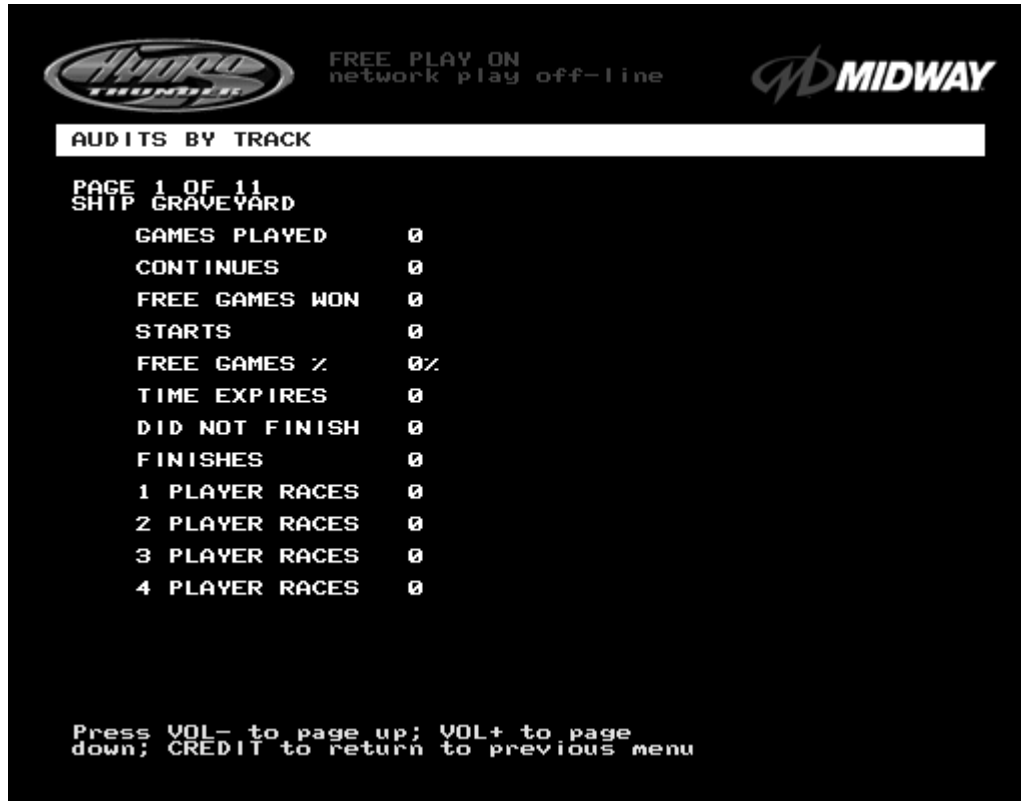 HYDRO
THUNDER
FREE PLAY ON
network play off-line
MIDWAY
AUDITS BY TRACK
PAGE 1 OF 11
SHIP GRAVEYARD
GAMES PLAYED 0
CONTINUES 0
FREE GAMES WON 0
STARTS 0
FREE GAMES % 0%
TIME EXPIRES 0
DID NOT FINISH 0
FINISHES 0
1 PLAYER RACES 0
2 PLAYER RACES 0
3 PLAYER RACES 0
4 PLAYER RACES 0
Press VOL- to page up; VOL+ to page
down; CREDIT to return to previous menu